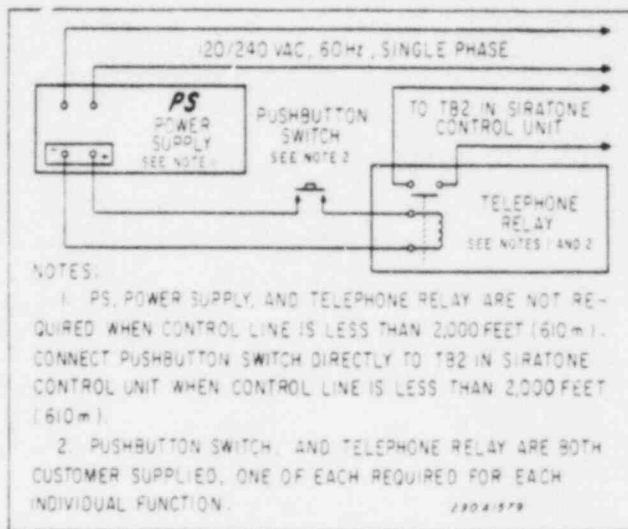 120/240 VAC, 60Hz, SINGLE PHASE
PS
POWER
SUPPLY
SEE NOTE 1
- +
PUSHBUTTON
SWITCH
SEE NOTE 2
TO TB2 IN SIRATONE
CONTROL UNIT
TELEPHONE
RELAY
SEE NOTES 1 AND 2
NOTES:
1. PS, POWER SUPPLY, AND TELEPHONE RELAY ARE NOT RE-
QUIRED WHEN CONTROL LINE IS LESS THAN 2,000 FEET (610m).
CONNECT PUSHBUTTON SWITCH DIRECTLY TO TB2 IN SIRATONE
CONTROL UNIT WHEN CONTROL LINE IS LESS THAN 2,000 FEET
(610m).
2. PUSHBUTTON SWITCH, AND TELEPHONE RELAY ARE BOTH
CUSTOMER SUPPLIED, ONE OF EACH REQUIRED FOR EACH
INDIVIDUAL FUNCTION.
290A1579